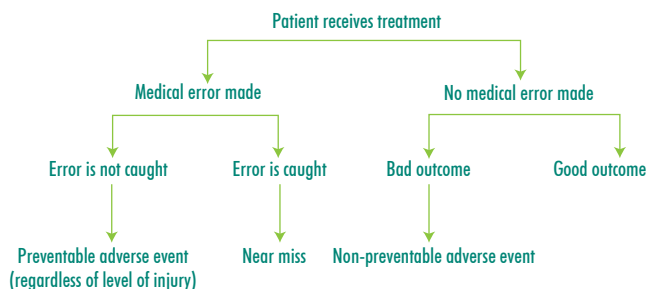 Patient receives treatment
Medical error made
No medical error made
Error is not caught
Error is caught
Bad outcome
Good outcome
Preventable adverse event
(regardless of level of injury)
Near miss
Non-preventable adverse event